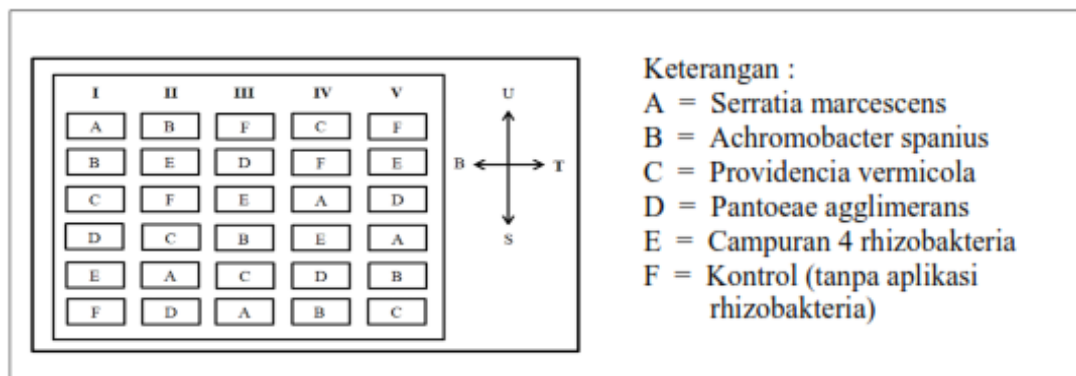 I II III IV V
A B F C F
B E D F E
C F E A D
D C B E A
E A C D B
F D A B C
U
B T
S
Keterangan :
A = Serratia marcescens
B = Achromobacter spanius
C = Providencia vermicola
D = Pantoeae agglimerans
E = Campuran 4 rhizobakteria
F = Kontrol (tanpa aplikasi
rhizobakteria)